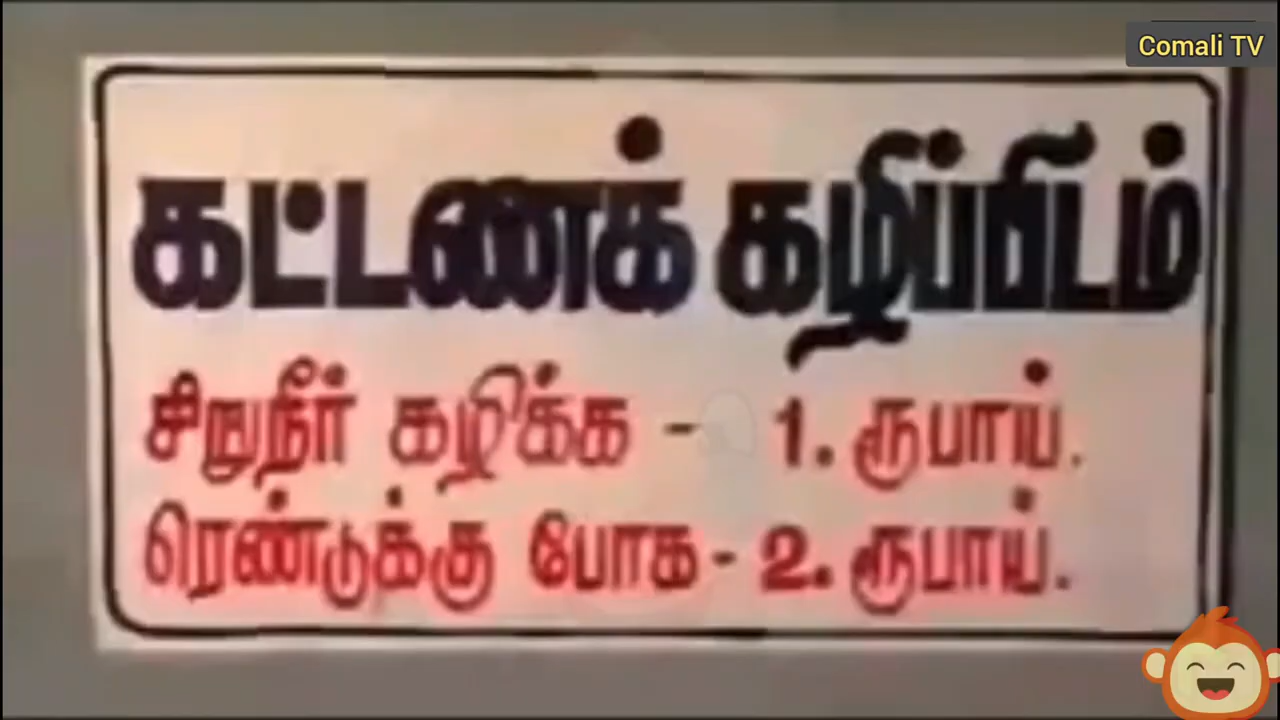 Comali TV
கட்டணக் கழிப்பிடம்
சிறுநீர் கழிக்க - 1. ரூபாய்.
ரெண்டுக்கு போக - 2. ரூபாய்.